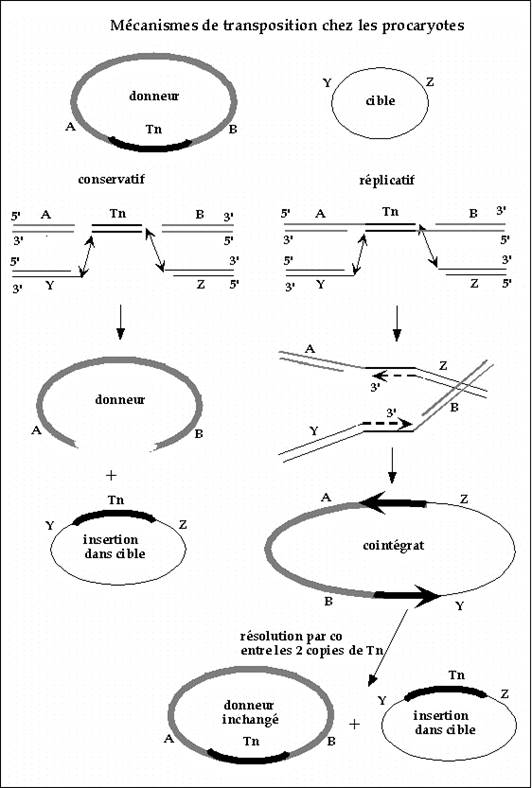 Mécanismes de transposition chez les procaryotes
donneur
A
Tn
B
Y
Z
cible
conservatif
réplicatif
5' A Tn B 3'
3' 5'
5' 3'
3' Y Z 5'
5' A Tn B 3'
3' 5'
5' 3'
3' Y Z 5'
donneur
A
B
A
Z
3'
B
3'
Y
+
Tn
Y
Z
insertion
dans cible
A
Z
cointégrat
B
Y
résolution par co
entre les 2 copies de Tn
donneur
inchangé
A
Tn
B
+
Tn
Y
Z
insertion
dans cible